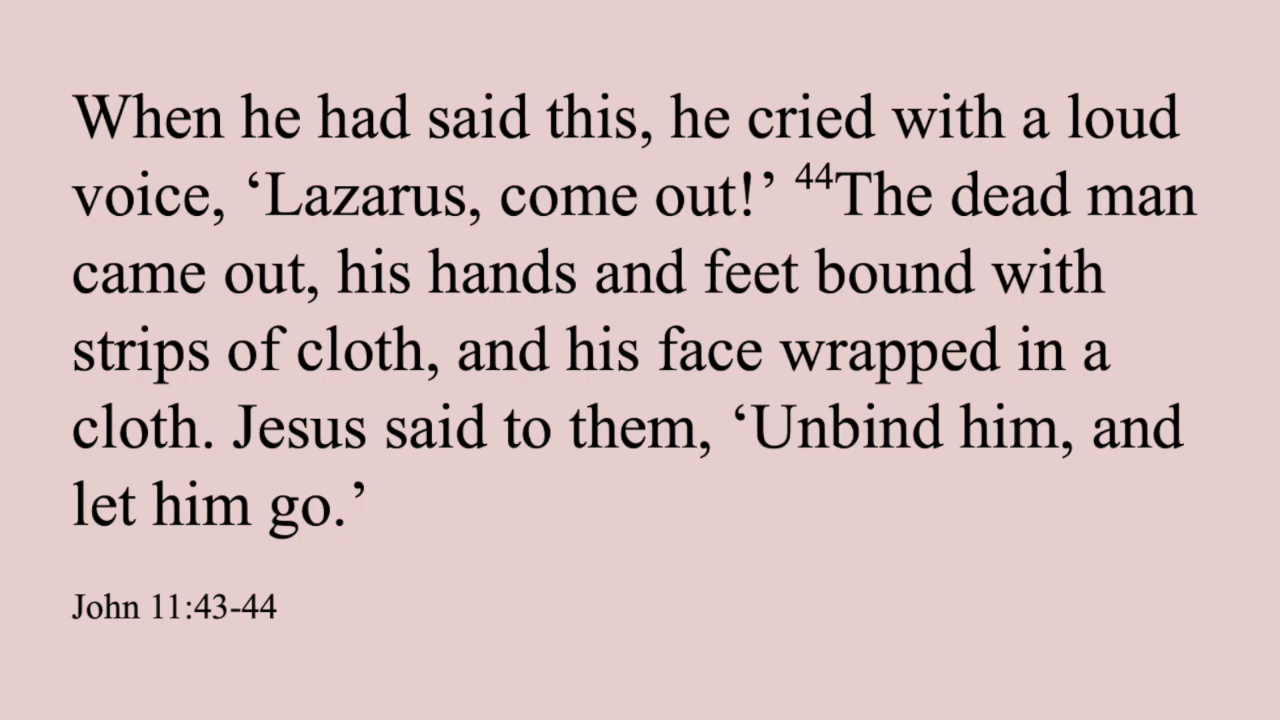 When he had said this, he cried with a loud
voice, ‘Lazarus, come out!’ ⁴⁴The dead man
came out, his hands and feet bound with
strips of cloth, and his face wrapped in a
cloth. Jesus said to them, ‘Unbind him, and
let him go.’
John 11:43-44